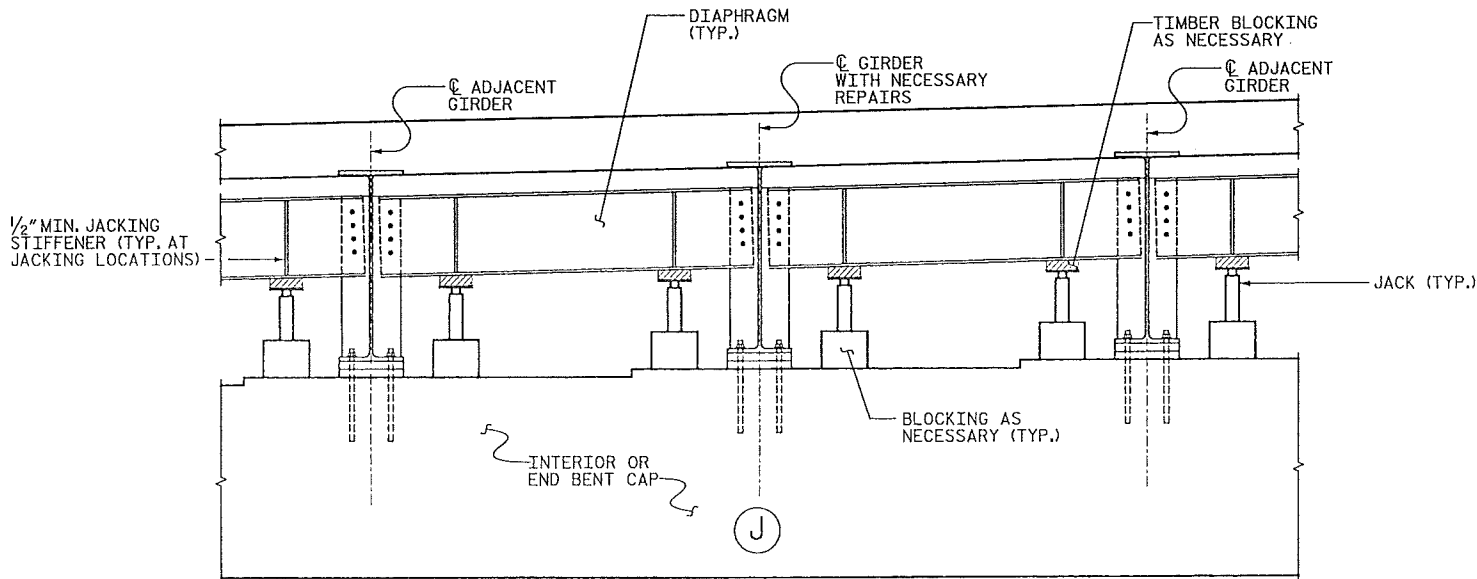 DIAPHRAGM
(TYP.)
TIMBER BLOCKING
AS NECESSARY
℄ ADJACENT
GIRDER
℄ GIRDER
WITH NECESSARY
REPAIRS
℄ ADJACENT
GIRDER
1/2" MIN. JACKING
STIFFENER (TYP. AT
JACKING LOCATIONS)
JACK (TYP.)
BLOCKING AS
NECESSARY (TYP.)
INTERIOR OR
END BENT CAP
J